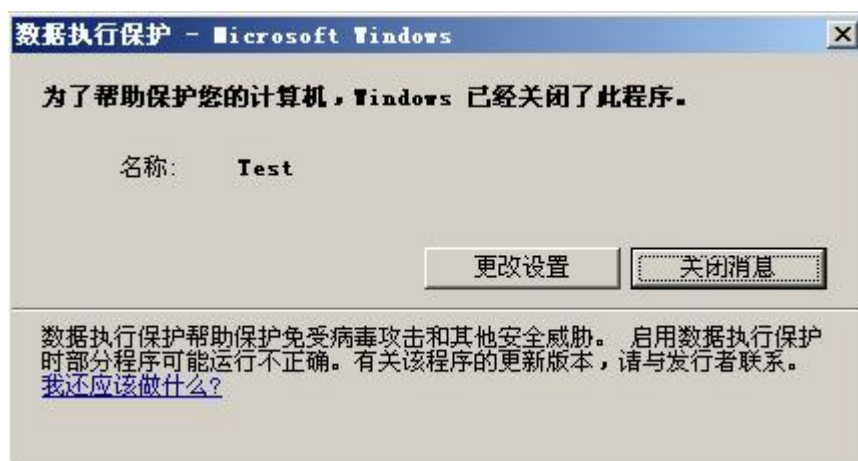 数据执行保护 - Microsoft Windows
为了帮助保护您的计算机，Windows 已经关闭了此程序。
名称: Test
更改设置 关闭消息
数据执行保护帮助保护免受病毒攻击和其他安全威胁。 启用数据执行保护
时部分程序可能运行不正确。有关该程序的更新版本，请与发行者联系。
我还应该做什么?